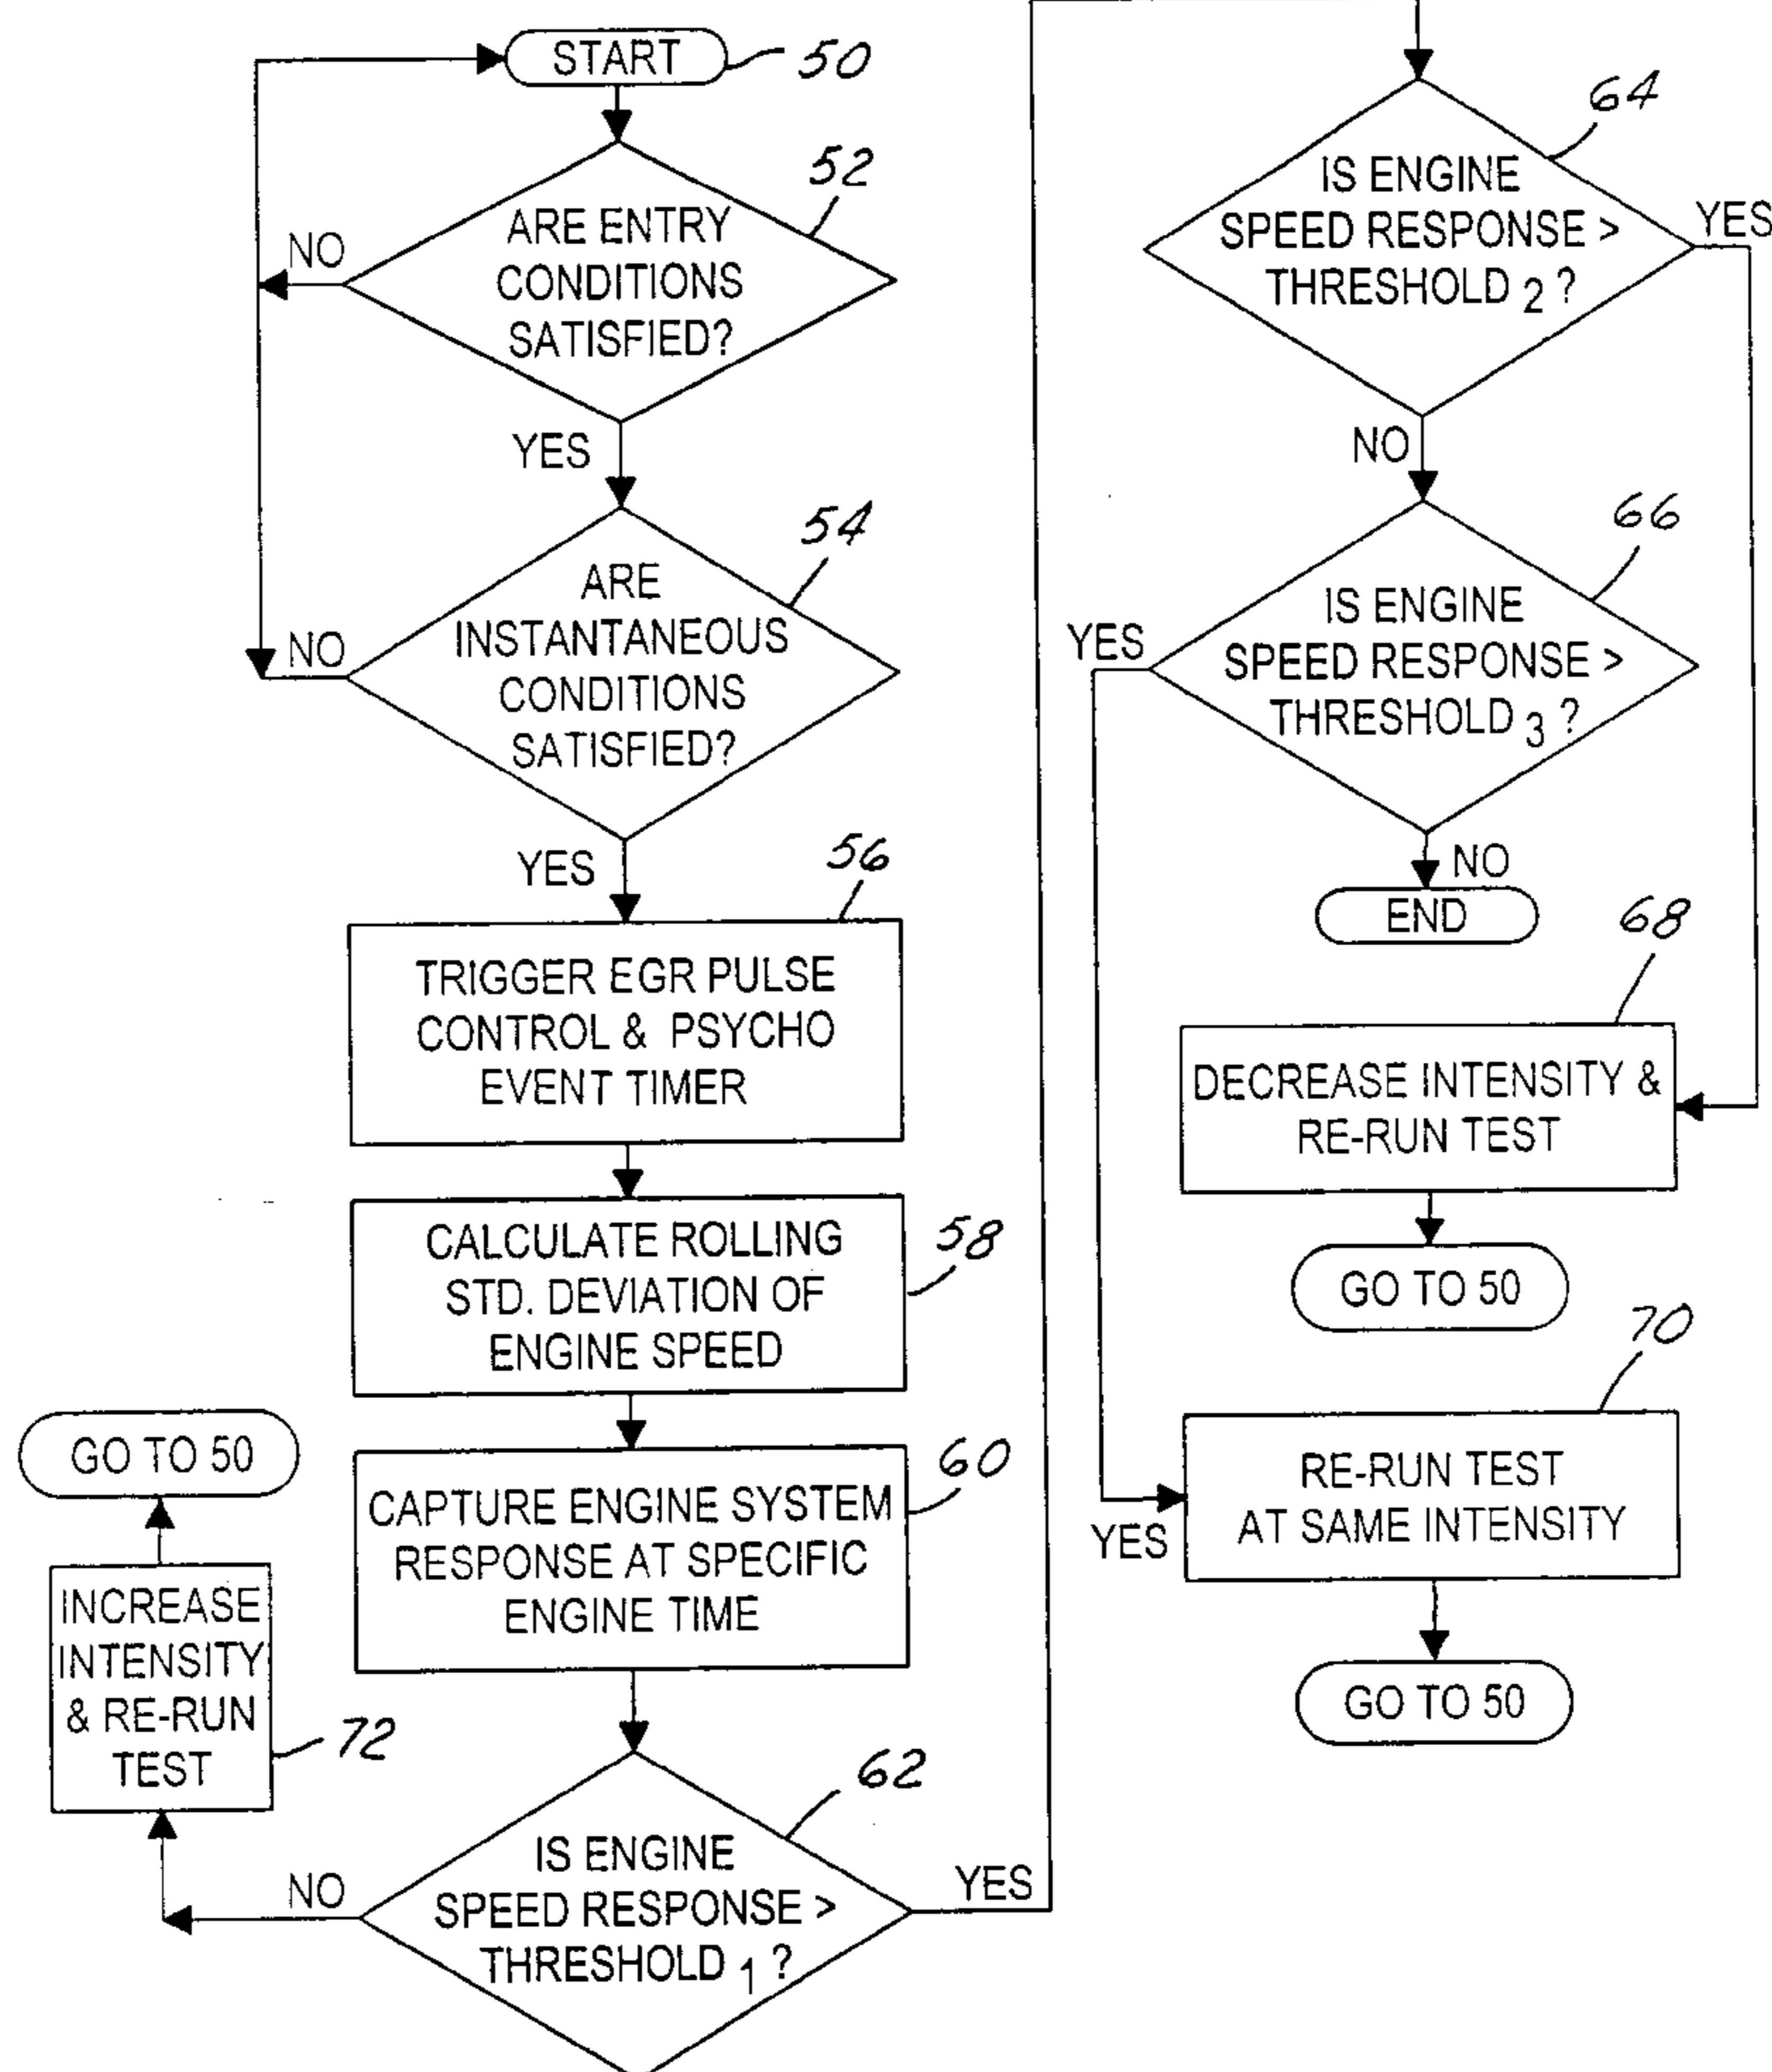 START
50
52
ARE ENTRY
CONDITIONS
SATISFIED?
NO
YES
54
ARE
INSTANTANEOUS
CONDITIONS
SATISFIED?
NO
YES
56
TRIGGER EGR PULSE
CONTROL & PSYCHO
EVENT TIMER
58
CALCULATE ROLLING
STD. DEVIATION OF
ENGINE SPEED
60
CAPTURE ENGINE SYSTEM
RESPONSE AT SPECIFIC
ENGINE TIME
GO TO 50
INCREASE
INTENSITY
& RE-RUN
TEST
72
62
IS ENGINE
SPEED RESPONSE >
THRESHOLD 1 ?
NO
YES
64
IS ENGINE
SPEED RESPONSE >
THRESHOLD 2 ?
YES
NO
66
IS ENGINE
SPEED RESPONSE >
THRESHOLD 3 ?
YES
NO
END
68
DECREASE INTENSITY &
RE-RUN TEST
GO TO 50
70
RE-RUN TEST
AT SAME INTENSITY
YES
GO TO 50